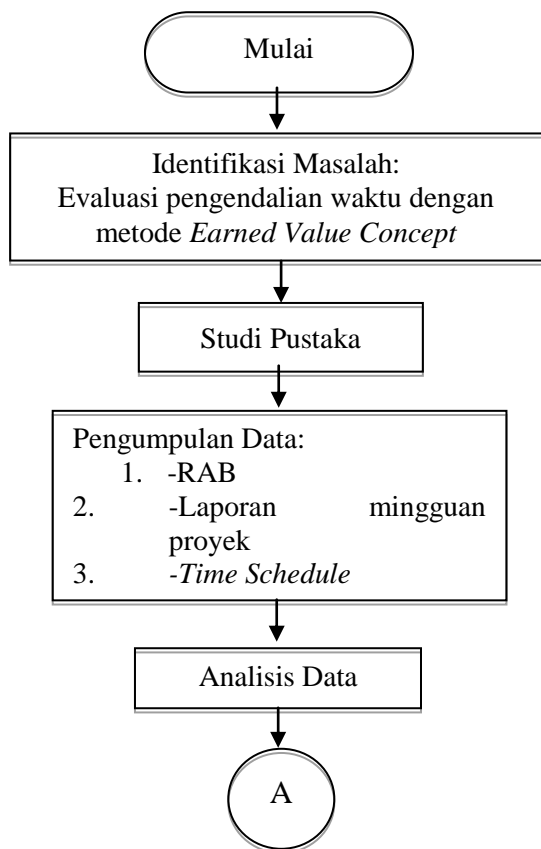 Mulai
Identifikasi Masalah:
Evaluasi pengendalian waktu dengan
metode Earned Value Concept
Studi Pustaka
Pengumpulan Data:
1. -RAB
2. -Laporan mingguan
proyek
3. -Time Schedule
Analisis Data
A